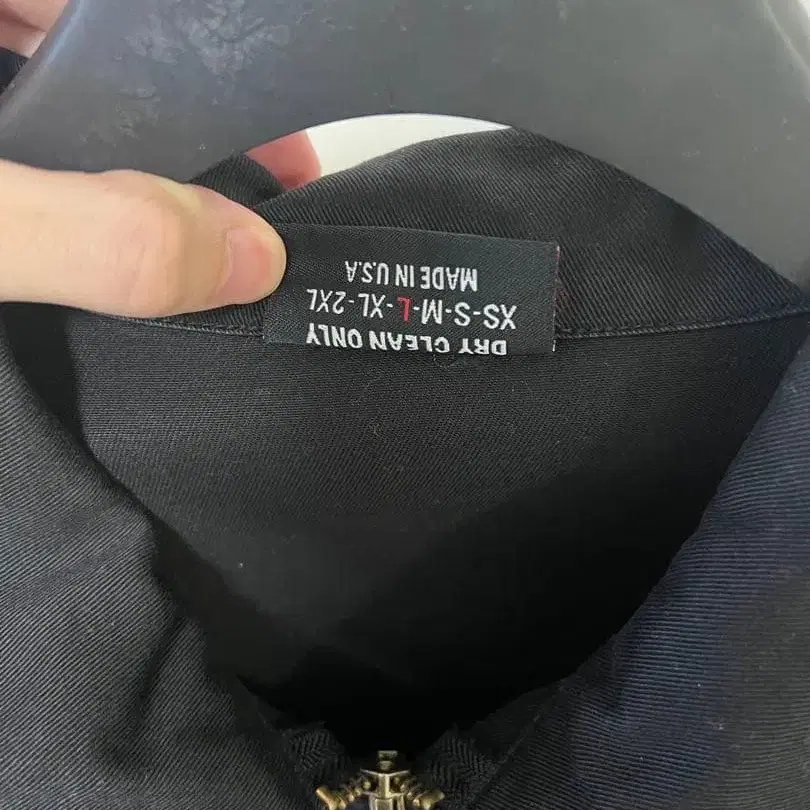 DRY CLEAN ONLY
XS-S-M-L-XL-2XL
MADE IN U.S.A